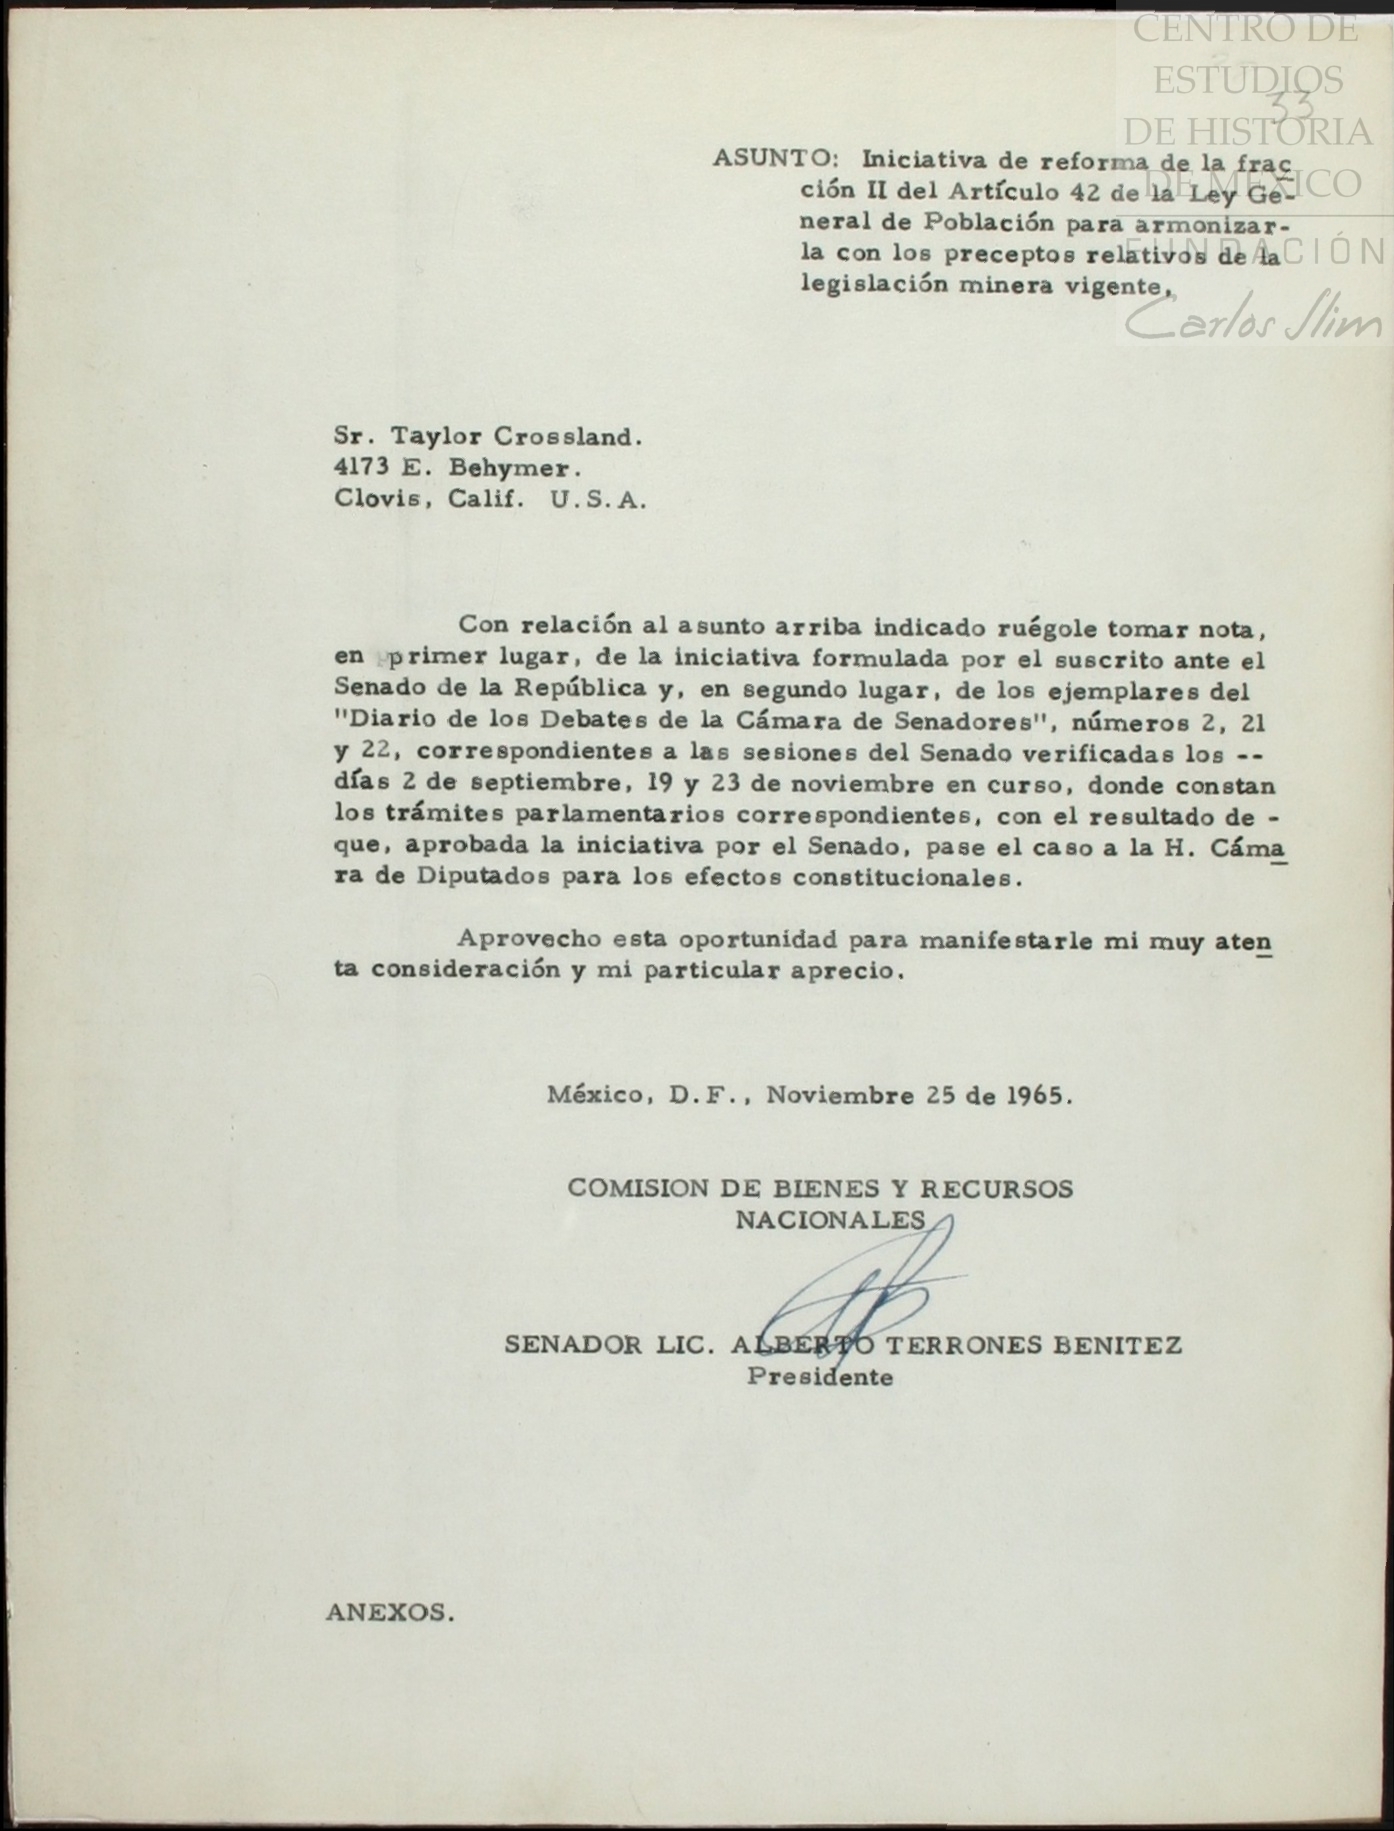 CENTRO DE
ESTUDIOS
DE HISTORIA
DE MÉXICO
FUNDACIÓN
Carlos Slim
33
ASUNTO: Iniciativa de reforma de la frac
ción II del Artículo 42 de la Ley Ge-
neral de Población para armonizar-
la con los preceptos relativos de la
legislación minera vigente.
Sr. Taylor Crossland.
4173 E. Behymer.
Clovis, Calif. U.S.A.
Con relación al asunto arriba indicado ruégole tomar nota,
en primer lugar, de la iniciativa formulada por el suscrito ante el
Senado de la República y, en segundo lugar, de los ejemplares del
"Diario de los Debates de la Cámara de Senadores", números 2, 21
y 22, correspondientes a las sesiones del Senado verificadas los --
días 2 de septiembre, 19 y 23 de noviembre en curso, donde constan
los trámites parlamentarios correspondientes, con el resultado de -
que, aprobada la iniciativa por el Senado, pase el caso a la H. Cáma
ra de Diputados para los efectos constitucionales.
Aprovecho esta oportunidad para manifestarle mi muy aten
ta consideración y mi particular aprecio.
México, D.F., Noviembre 25 de 1965.
COMISION DE BIENES Y RECURSOS
NACIONALES
SENADOR LIC. ALBERTO TERRONES BENITEZ
Presidente
ANEXOS.